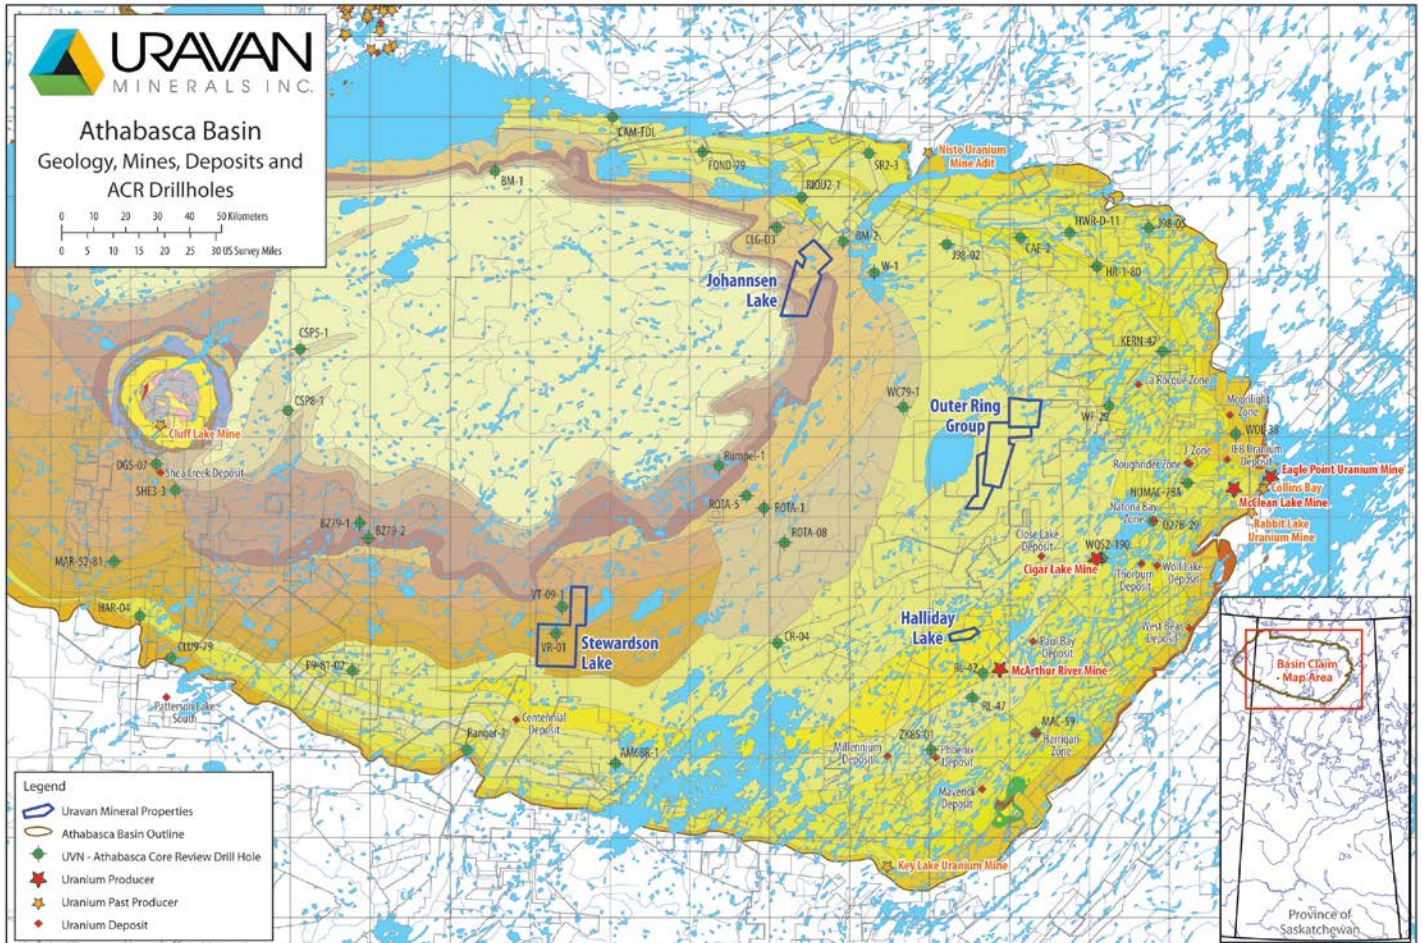 URAVAN
MINERALS INC.
Athabasca Basin
Geology, Mines, Deposits and
ACR Drillholes
0 10 20 30 40 50 Kilometers
0 5 10 15 20 30 US Survey Miles
CAM-FDL
FOND-79
SR2-3
Nisto Uranium
Mine Adit
BM-1
RIOU2-1
CLG-D3
BM-2
HWR-D-11
J98-05
CAE-2
J98-02
W-1
HR-1-80
Johannsen
Lake
CSP5-1
KERN-47
La Rocque Zone
CSP8-1
WC79-1
Outer Ring
Group
WF-25
Moonlight
Zone
WOL-38
Cluff Lake Mine
J-Zone
JEB Uranium
Deposit
DGS-07
Shea Creek Deposit
Rumpel-1
Roughrider Zone
Eagle Point Uranium Mine
SHE3-3
NUMAC-78A
Collins Bay
McClean Lake Mine
ROTA-5
ROTA-1
Natona Bay
Zone
Q27B-29
Rabbit Lake
Uranium Mine
BZ79-1
BZ79-2
ROTA-08
Close Lake
Deposit
WQS2-190
Cigar Lake Mine
Thorburn
Deposit
Wolf Lake
Deposit
MAR-52-81
VT-09-1
HAR-04
Halliday
Lake
West Bear
Deposit
VR-01
Stewardson
Lake
CR-04
Paul Bay
Deposit
CLU9-79
P9-81-02
RL-42
McArthur River Mine
Basin Claim
Map Area
Patterson Lake
South
RL-47
Centennial
Deposit
MAC-59
Harrigan
Zone
Ranger-1
AM68R-1
Millennium
Deposit
ZK85-01
Phoenix
Deposit
Maverick
Deposit
Key Lake Uranium Mine
Legend
Uravan Mineral Properties
Athabasca Basin Outline
UVN - Athabasca Core Review Drill Hole
Uranium Producer
Uranium Past Producer
Uranium Deposit
Province of
Saskatchewan